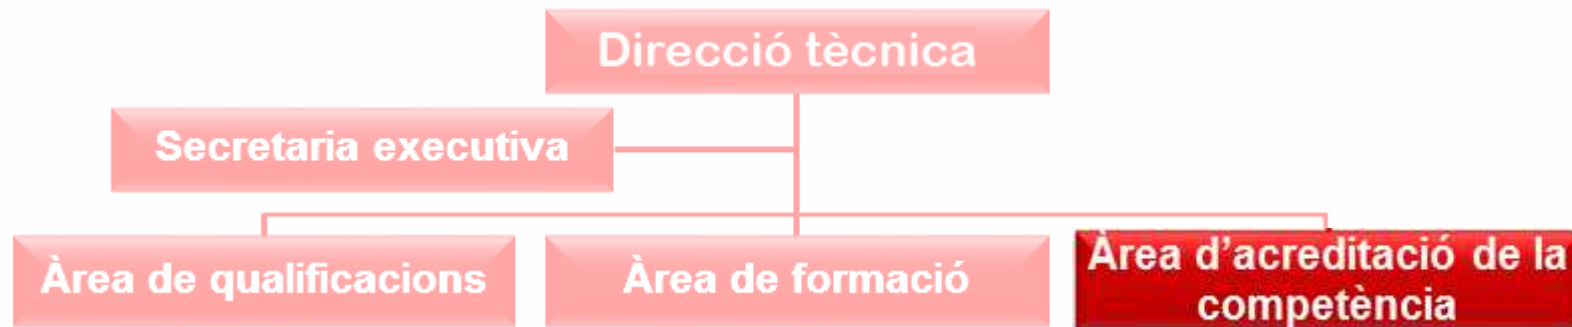 Direcció tècnica
Secretaria executiva
Àrea de qualificacions
Àrea de formació
Àrea d’acreditació de la
competència